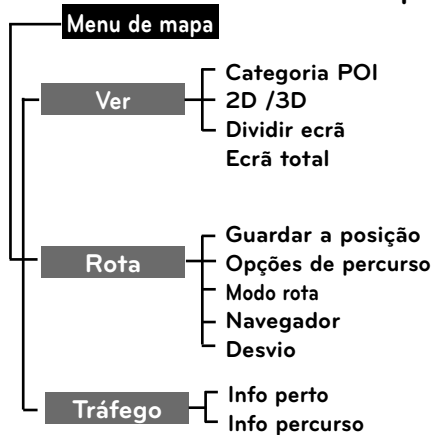 Menu de mapa
Ver
Categoria POI
2D /3D
Dividir ecrã
Ecrã total
Rota
Guardar a posição
Opções de percurso
Modo rota
Navegador
Desvio
Tráfego
Info perto
Info percurso